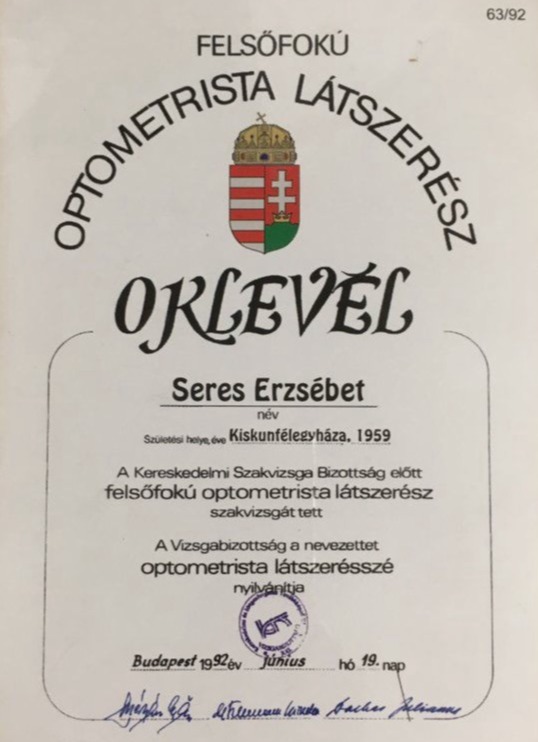 63/92
FELSŐFOKÚ
OPTOMETRISTA LÁTSZERÉSZ
OKLEVÉL
Seres Erzsébet
név
Születési helye, éve Kiskunfélegyháza, 1959
A Kereskedelmi Szakvizsga Bizottság előtt
felsőfokú optometrista látszerész
szakvizsgát tett
A Vizsgabizottság a nevezettet
optometrista látszerésszé
nyilvánítja
Budapest 1992 év június hó 19. nap